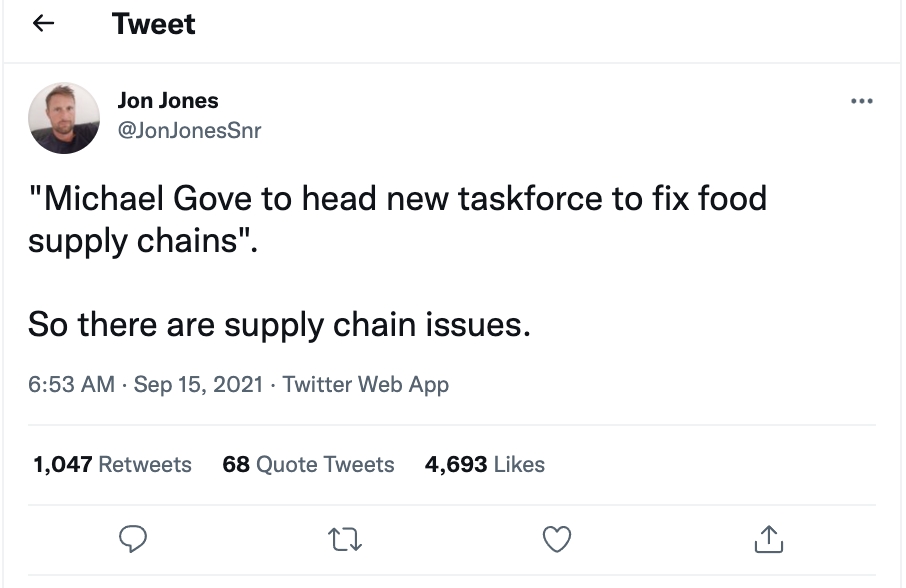 Tweet
Jon Jones
@JonJonesSnr
"Michael Gove to head new taskforce to fix food
supply chains".
So there are supply chain issues.
6:53 AM · Sep 15, 2021 · Twitter Web App
1,047 Retweets 68 Quote Tweets 4,693 Likes